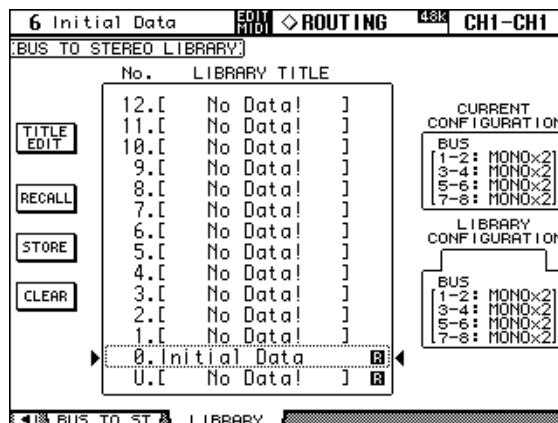 6 Initial Data EDIT MIDI ◇ROUTING 48K CH1-CH1
BUS TO STEREO LIBRARY
No. LIBRARY TITLE
12.[ No Data! ]
11.[ No Data! ]
10.[ No Data! ]
9.[ No Data! ]
8.[ No Data! ]
7.[ No Data! ]
6.[ No Data! ]
5.[ No Data! ]
4.[ No Data! ]
3.[ No Data! ]
2.[ No Data! ]
1.[ No Data! ]
0.Initial Data R
U.[ No Data! ] R
TITLE
EDIT
RECALL
STORE
CLEAR
CURRENT
CONFIGURATION
BUS
1-2: MONO×2
3-4: MONO×2
5-6: MONO×2
7-8: MONO×2
LIBRARY
CONFIGURATION
BUS
1-2: MONO×2
3-4: MONO×2
5-6: MONO×2
7-8: MONO×2
BUS TO ST LIBRARY